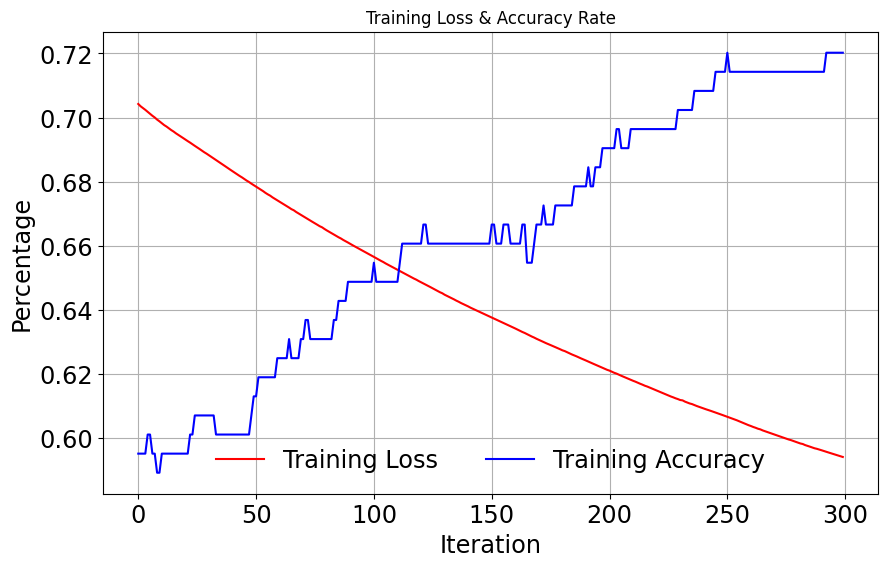 Training Loss & Accuracy Rate
Percentage
0.72
0.70
0.68
0.66
0.64
0.62
0.60
Training Loss
Training Accuracy
0 50 100 150 200 250 300
Iteration